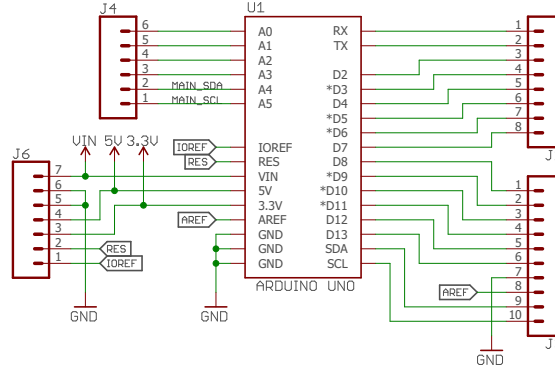 J4
6
5
4
3
2
1
MAIN_SDA
MAIN_SCL
U1
A0
A1
A2
A3
A4
A5
IOREF
RES
VIN
5V
3.3V
AREF
GND
GND
GND
RX
TX
D2
*D3
D4
*D5
*D6
D7
D8
*D9
*D10
*D11
D12
D13
SDA
SCL
ARDUINO UNO
IOREF
RES
AREF
GND
VIN
5V
3.3V
J6
7
6
5
4
3
2
1
RES
IOREF
GND
1
2
3
4
5
6
7
8
J
1
2
3
4
5
6
7
8
9
10
J
AREF
GND